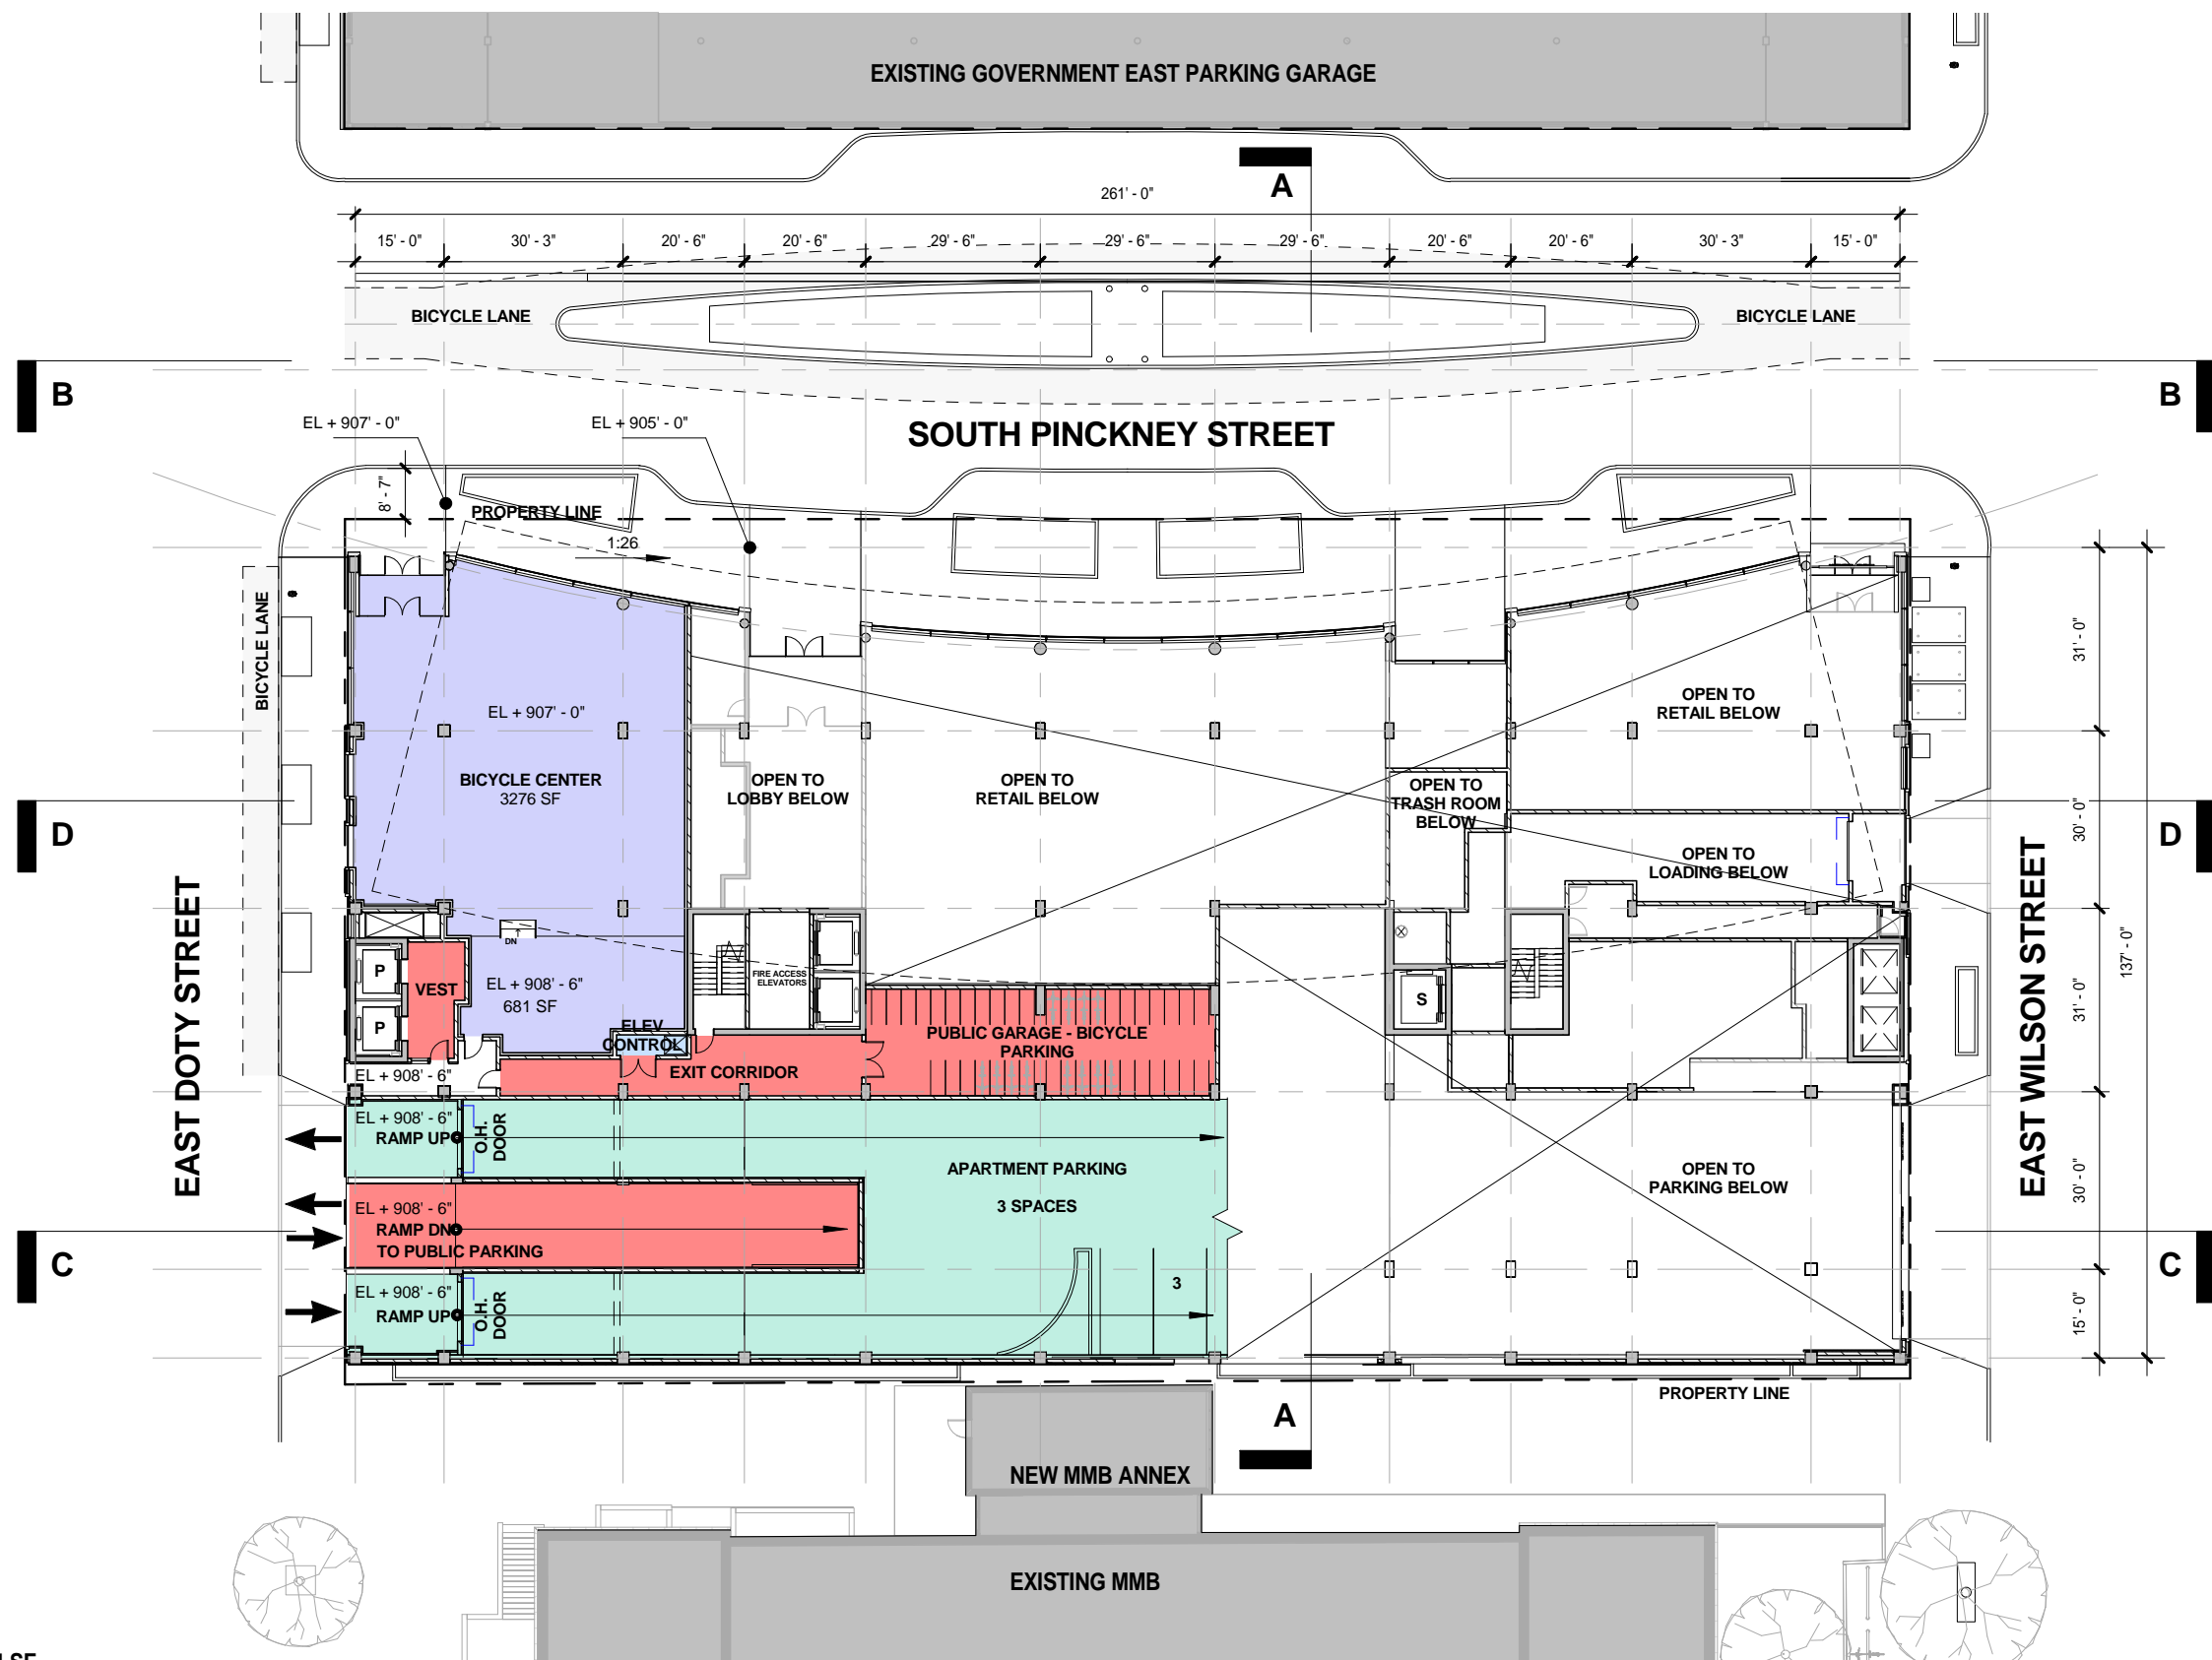 EXISTING GOVERNMENT EAST PARKING GARAGE
A
261' - 0"
15' - 0"
30' - 3"
20' - 6"
20' - 6"
29' - 6"
29' - 6"
29' - 6"
20' - 6"
20' - 6"
30' - 3"
15' - 0"
BICYCLE LANE
BICYCLE LANE
B
B
EL + 907' - 0"
EL + 905' - 0"
SOUTH PINCKNEY STREET
8' - 7"
PROPERTY LINE
1:26
BICYCLE LANE
31' - 0"
EL + 907' - 0"
OPEN TO
RETAIL BELOW
BICYCLE CENTER
3276 SF
OPEN TO
LOBBY BELOW
OPEN TO
RETAIL BELOW
OPEN TO
TRASH ROOM
BELOW
30' - 0"
D
D
OPEN TO
LOADING BELOW
EAST DOTY STREET
EAST WILSON STREET
137' - 0"
DN
P
VEST
EL + 908' - 6"
681 SF
FIRE ACCESS
ELEVATORS
S
31' - 0"
P
ELEV
CONTROL
PUBLIC GARAGE - BICYCLE
PARKING
EXIT CORRIDOR
EL + 908' - 6"
EL + 908' - 6"
RAMP UP
O.H.
DOOR
APARTMENT PARKING
3 SPACES
OPEN TO
PARKING BELOW
30' - 0"
EL + 908' - 6"
RAMP DN
TO PUBLIC PARKING
C
C
EL + 908' - 6"
RAMP UP
O.H.
DOOR
3
15' - 0"
PROPERTY LINE
A
NEW MMB ANNEX
EXISTING MMB